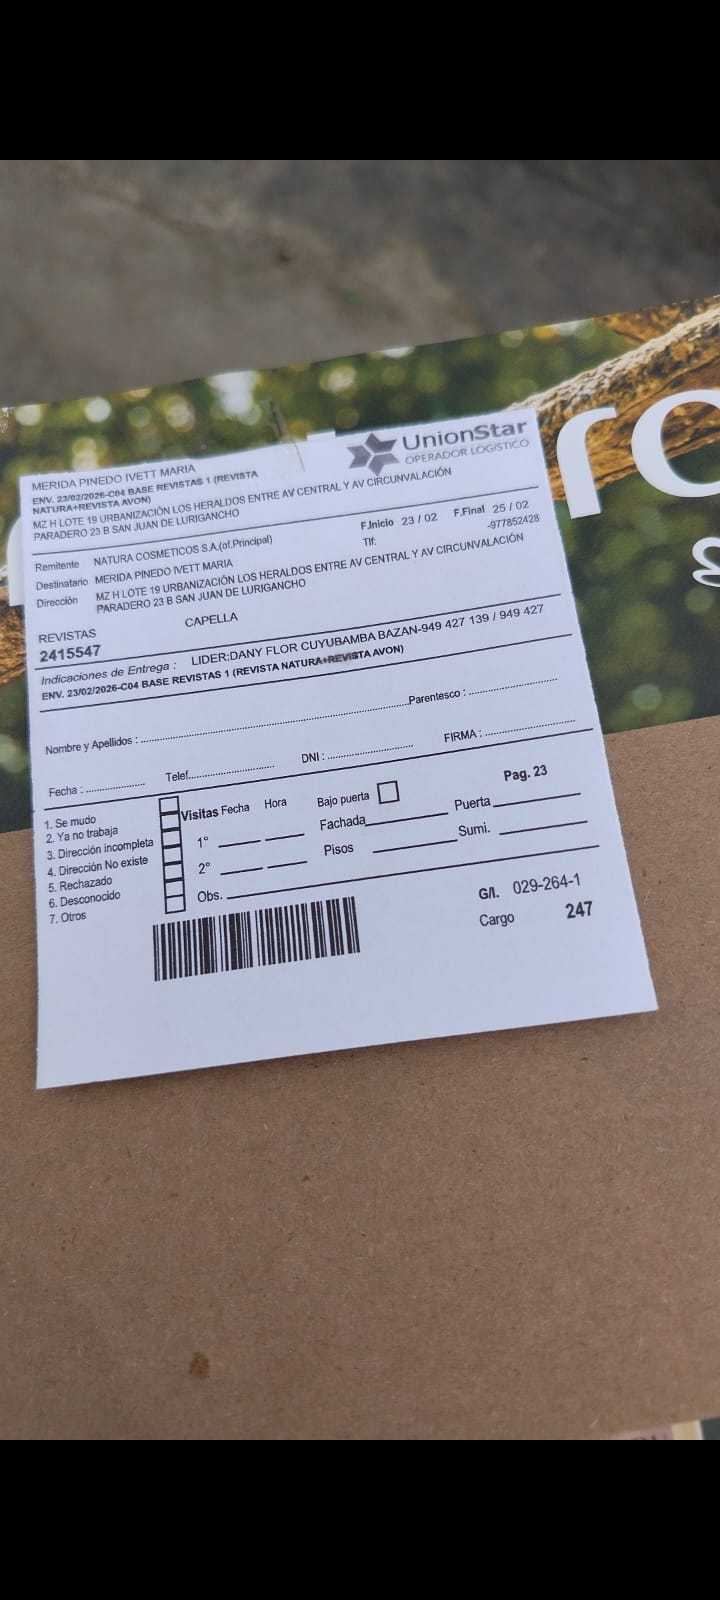 ro
UnionStar
OPERADOR LOGÍSTICO
MERIDA PINEDO IVETT MARIA
ENV. 23/02/2026-C04 BASE REVISTAS 1 (REVISTA
NATURA+REVISTA AVON)
MZ H LOTE 19 URBANIZACIÓN LOS HERALDOS ENTRE AV CENTRAL Y AV CIRCUNVALACIÓN
PARADERO 23 B SAN JUAN DE LURIGANCHO
Remitente NATURA COSMETICOS S.A.(of.Principal) F.Inicio 23 / 02 F.Final 25 / 02
Destinatario MERIDA PINEDO IVETT MARIA Tlf: -977852428
Dirección MZ H LOTE 19 URBANIZACIÓN LOS HERALDOS ENTRE AV CENTRAL Y AV CIRCUNVALACIÓN
PARADERO 23 B SAN JUAN DE LURIGANCHO
REVISTAS CAPELLA
2415547
Indicaciones de Entrega : LIDER:DANY FLOR CUYUBAMBA BAZAN-949 427 139 / 949 427
ENV. 23/02/2026-C04 BASE REVISTAS 1 (REVISTA NATURA+REVISTA AVON)
Nombre y Apellidos : Parentesco :
Fecha : Telef. DNI : FIRMA :
Pag. 23
1. Se mudo
2. Ya no trabaja
3. Dirección incompleta
4. Dirección No existe
5. Rechazado
6. Desconocido
7. Otros
Visitas Fecha Hora Bajo puerta
1° Fachada Puerta
2° Pisos Sumi.
Obs.
G/I. 029-264-1
Cargo 247